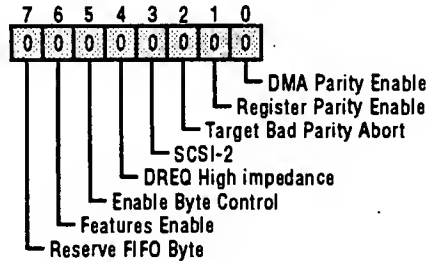 7 6 5 4 3 2 1 0
0 0 0 0 0 0 0 0
DMA Parity Enable
Register Parity Enable
Target Bad Parity Abort
SCSI-2
DREQ High impedance
Enable Byte Control
Features Enable
Reserve FIFO Byte